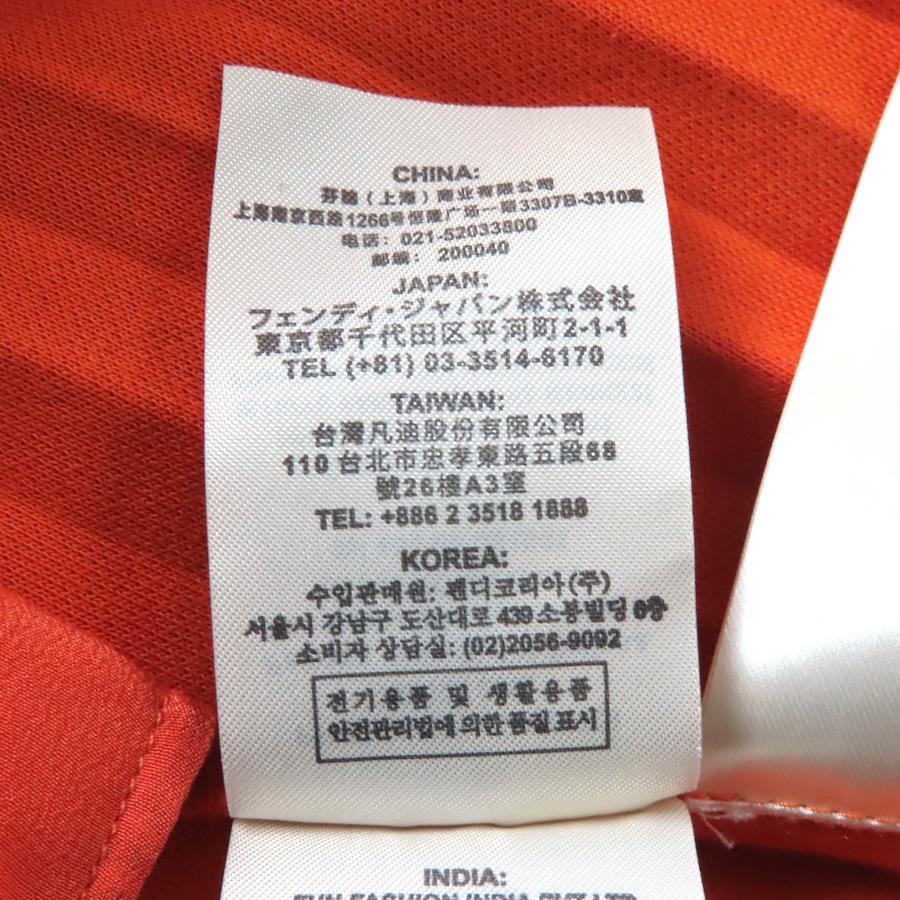 CHINA:
芬迪（上海）商业有限公司
上海南京西路1266号恒隆广场一期3307B-3310室
电话：021-52033800
邮编：200040
JAPAN:
フェンディ・ジャパン株式会社
東京都千代田区平河町2-1-1
TEL (+81) 03-3514-6170
TAIWAN:
台灣凡迪股份有限公司
110 台北市忠孝東路五段68
號26樓A3室
TEL: +886 2 3518 1888
KOREA:
수입판매원: 펜디코리아(주)
서울시 강남구 도산대로 439 소봉빌딩 6층
소비자 상담실: (02)2056-9092
전기용품 및 생활용품
안전관리법에 의한 품질 표시
INDIA:
FUN FASHION INDIA PVT LTD